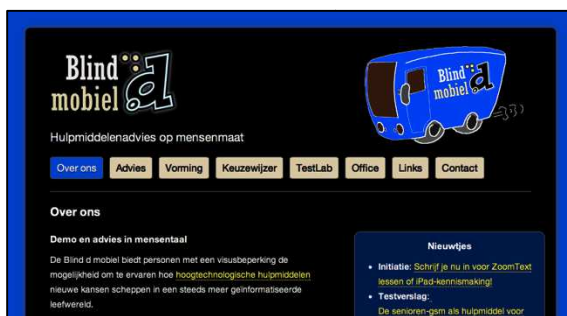 Blind
mobiel d
Blind d
mobiel
Hulpmiddelenadvies op mensenmaat
Over ons Advies Vorming Keuzewijzer TestLab Office Links Contact
Over ons
Demo en advies in mensentaal
De Blind d mobiel biedt personen met een visusbeperking de
mogelijkheid om te ervaren hoe hoogtechnologische hulpmiddelen
nieuwe kansen scheppen in een steeds meer geïnformatiseerde
leefwereld.
Nieuwtjes
• Initiatie: Schrijf je nu in voor ZoomText
lessen of iPad-kennismaking!
• Testverslag:
De senioren-gsm als hulpmiddel voor